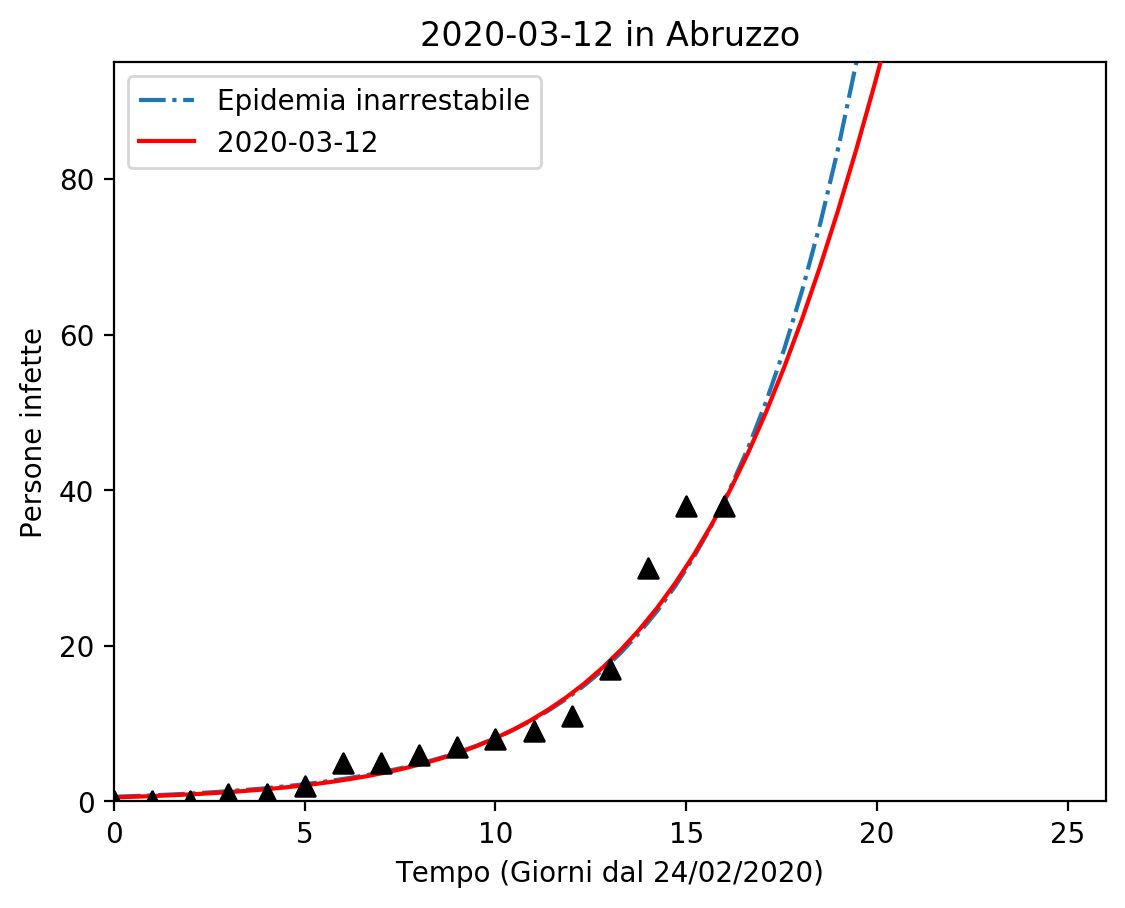 2020-03-12 in Abruzzo
Epidemia inarrestabile
2020-03-12
Persone infette
80
60
40
20
0
0 5 10 15 20 25
Tempo (Giorni dal 24/02/2020)